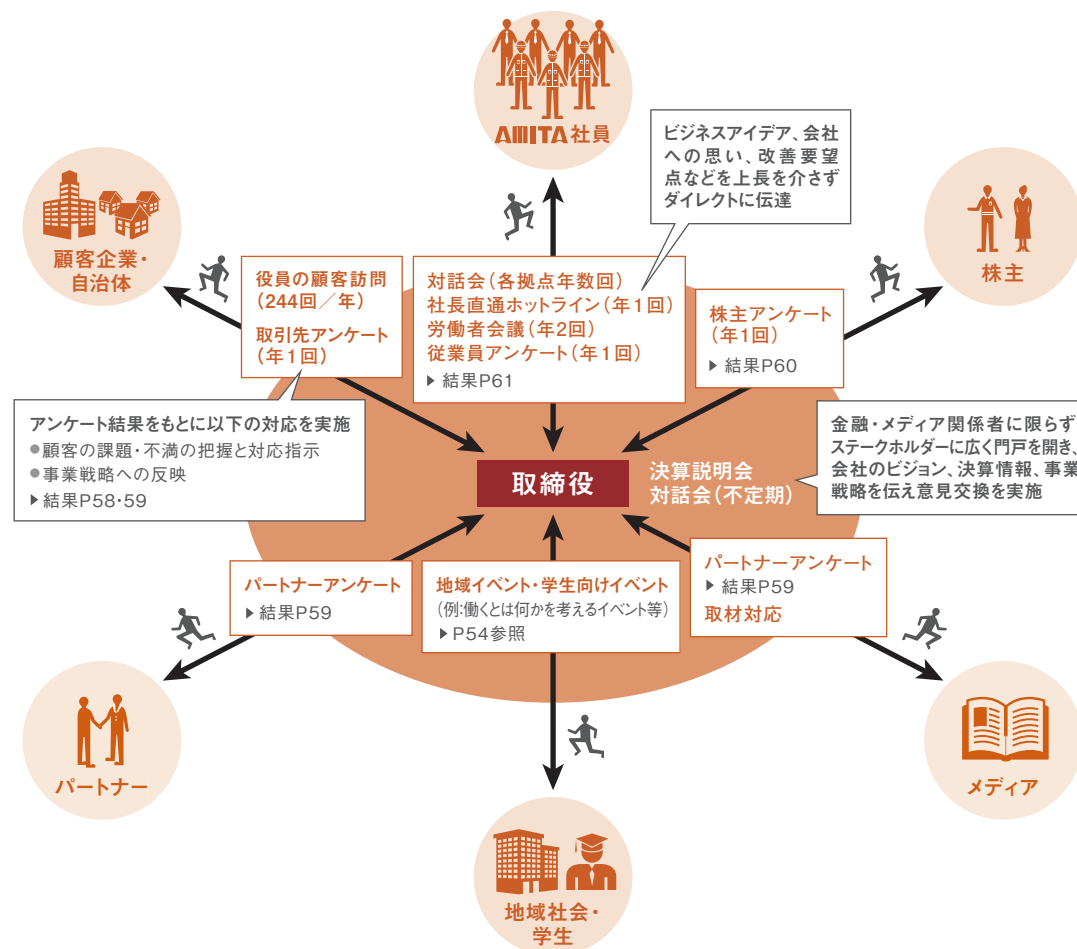 AMITA社員
ビジネスアイデア、会社
への思い、改善要望
点などを上長を介さず
ダイレクトに伝達
顧客企業・
自治体
株主
役員の顧客訪問
(244回／年)
取引先アンケート
(年1回)
対話会(各拠点年数回)
社長直通ホットライン(年1回)
労働者会議(年2回)
従業員アンケート(年1回)
▶ 結果P61
株主アンケート
(年1回)
▶ 結果P60
アンケート結果をもとに以下の対応を実施
●顧客の課題・不満の把握と対応指示
●事業戦略への反映
▶ 結果P58・59
取締役
決算説明会
対話会(不定期)
金融・メディア関係者に限らず
ステークホルダーに広く門戸を開き、
会社のビジョン、決算情報、事業
戦略を伝え意見交換を実施
パートナーアンケート
▶ 結果P59
地域イベント・学生向けイベント
(例:働くとは何かを考えるイベント等)
▶ P54参照
パートナーアンケート
▶ 結果P59
取材対応
パートナー
メディア
地域社会・
学生